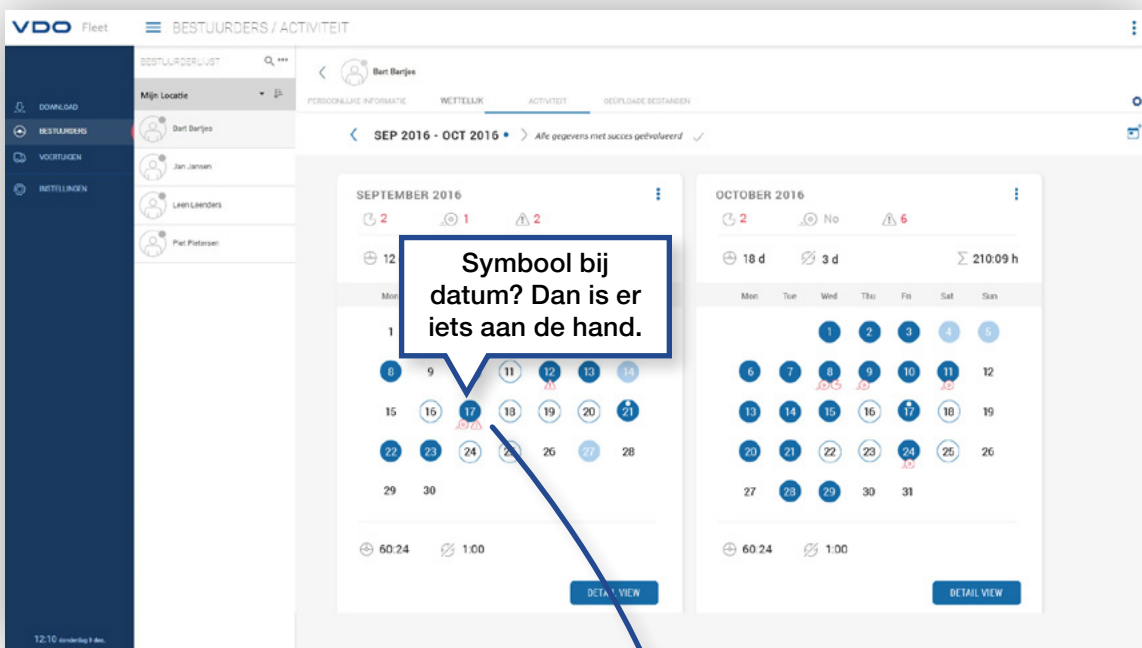 VDO Fleet
BESTUURDERS / ACTIVITEIT
BESTUURDERLIJST
Mijn Locatie
Bart Bartjes
Jan Jansen
Leen Leenders
Piet Pietersen
DOWNLOAD
BESTUURDERS
VOERTUIGEN
INSTELLINGEN
12:10 donderdag 8 dec.
Bart Bartjes
PERSOONLIJKE INFORMATIE WETTELIJK ACTIVITEIT GEÜPLOADE BESTANDEN
SEP 2016 - OCT 2016 • Alle gegevens met succes geëvalueerd
SEPTEMBER 2016
2 1 2
12
Mon
1
8 9 11 12 13 14
15 16 17 18 19 20 21
22 23 24 25 26 27 28
29 30
60:24 1:00
DETAIL VIEW
Symbool bij
datum? Dan is er
iets aan de hand.
OCTOBER 2016
2 No 6
18 d 3 d 210:09 h
Mon Tue Wed Thu Fri Sat Sun
1 2 3 4 5
6 7 8 9 10 11 12
13 14 15 16 17 18 19
20 21 22 23 24 25 26
27 28 29 30 31
60:24 1:00
DETAIL VIEW